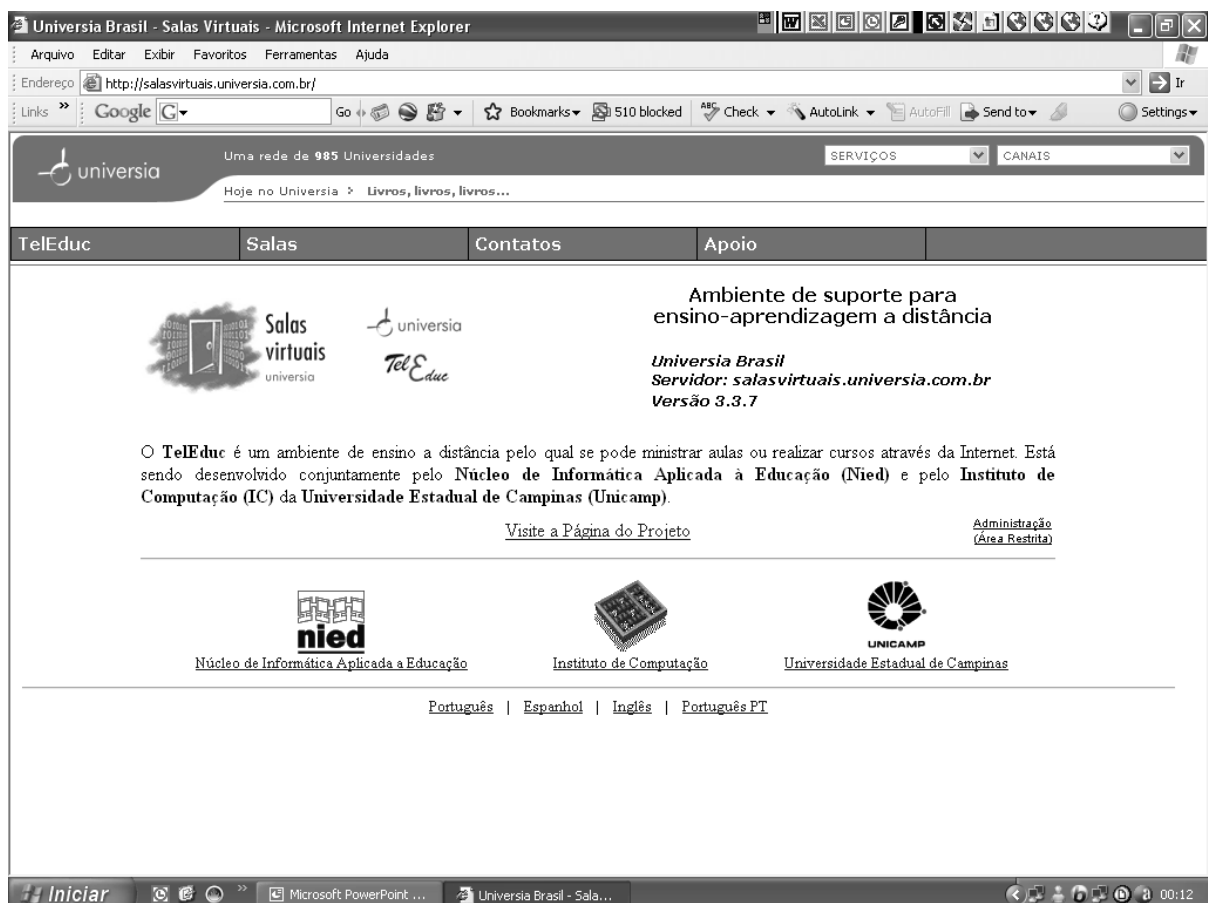 Universia Brasil - Salas Virtuais - Microsoft Internet Explorer
Arquivo Editar Exibir Favoritos Ferramentas Ajuda
Endereço http://salasvirtuais.universia.com.br/ Ir
Links » Google G Go 510 blocked Bookmarks Check AutoLink AutoFill Send to Settings
universia
Uma rede de 985 Universidades
SERVIÇOS CANAIS
Hoje no Universia > Livros, livros, livros...
TelEduc Salas Contatos Apoio
Salas virtuais universia
universia
TelEduc
Ambiente de suporte para
ensino-aprendizagem a distância
Universia Brasil
Servidor: salasvirtuais.universia.com.br
Versão 3.3.7
O TelEduc é um ambiente de ensino a distância pelo qual se pode ministrar aulas ou realizar cursos através da Internet. Está
sendo desenvolvido conjuntamente pelo Núcleo de Informática Aplicada à Educação (Nied) e pelo Instituto de
Computação (IC) da Universidade Estadual de Campinas (Unicamp).
Visite a Página do Projeto
Administração
(Área Restrita)
nied
UNICAMP
Núcleo de Informática Aplicada a Educação Instituto de Computação Universidade Estadual de Campinas
Português | Espanhol | Inglês | Português PT
Iniciar » Microsoft PowerPoint ... Universia Brasil - Sala... 00:12